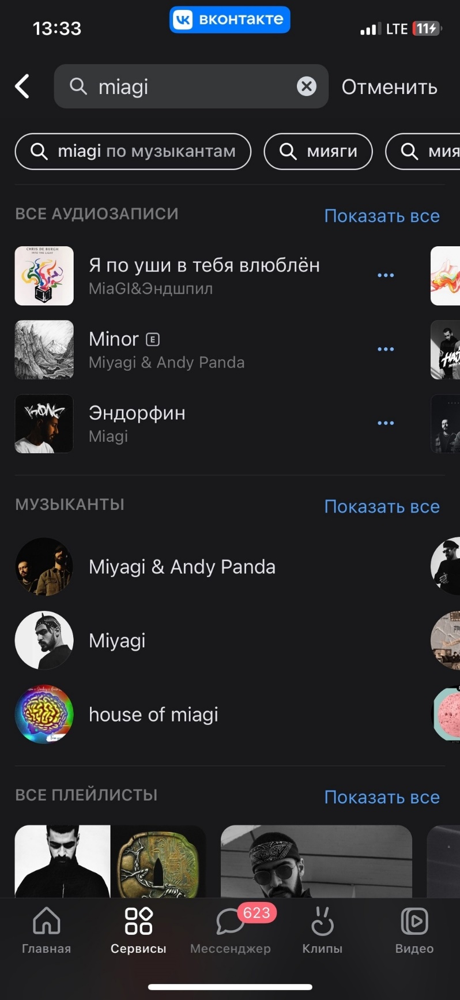 13:33
вконтакте
LTE
11
miagi
Отменить
miagi по музыкантам
мияги
мия
ВСЕ АУДИОЗАПИСИ
Показать все
CHRIS DE BURGH
INTO THE LIGHT
Я по уши в тебя влюблён
MiaGI&Эндшпил
Minor E
Miyagi & Andy Panda
Эндорфин
Miagi
МУЗЫКАНТЫ
Показать все
Miyagi & Andy Panda
Miyagi
house of miagi
ВСЕ ПЛЕЙЛИСТЫ
Показать все
623
Главная
Сервисы
Мессенджер
Клипы
Видео